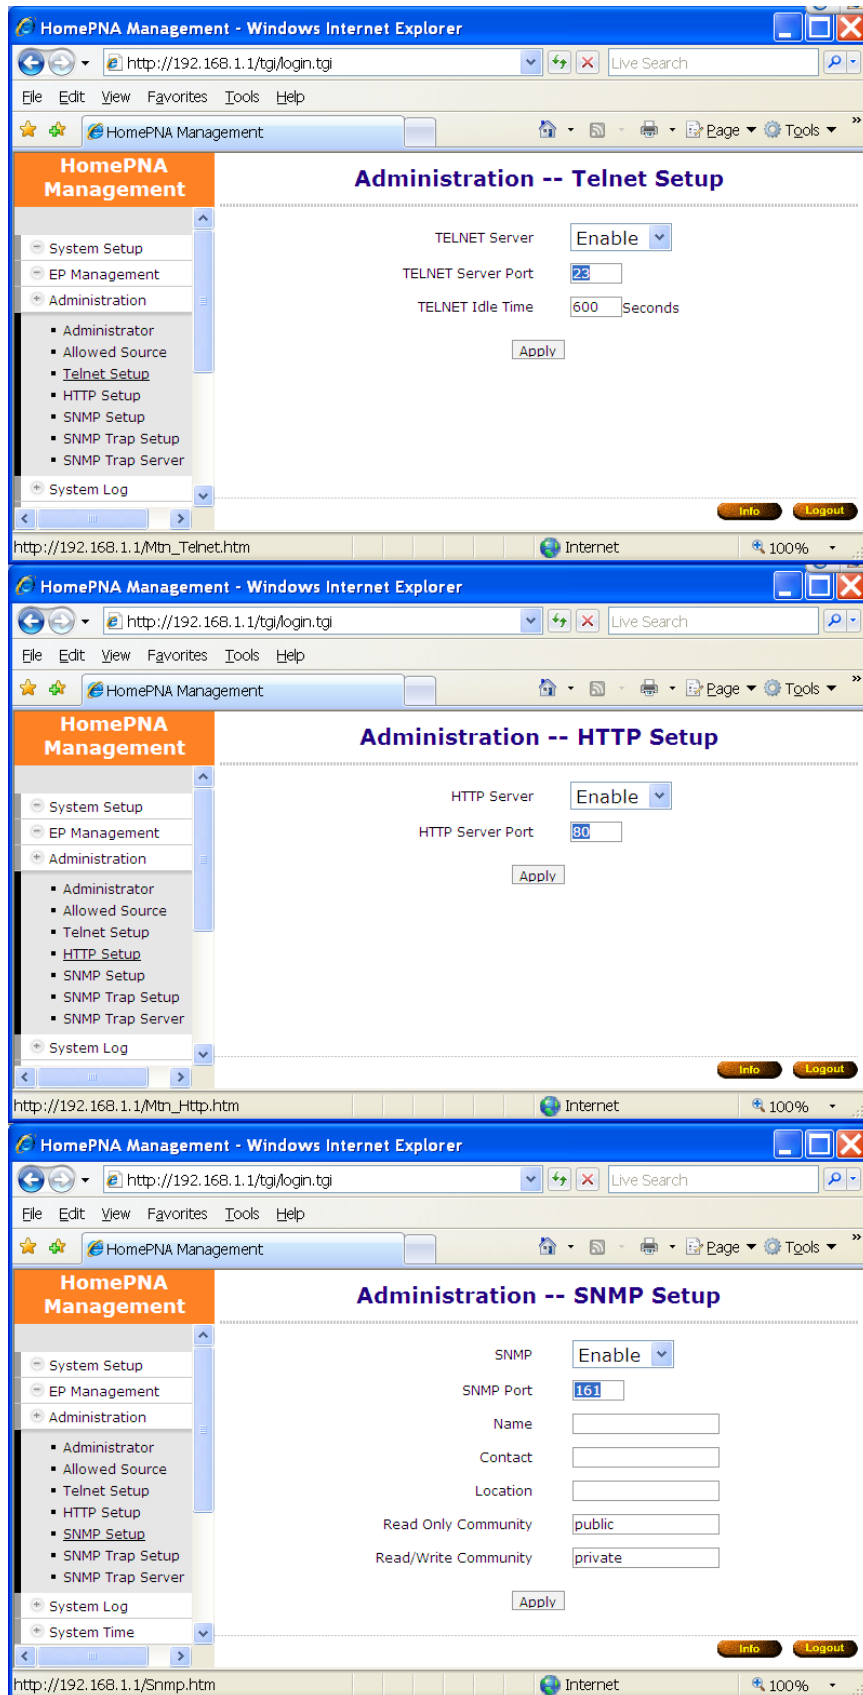 HomePNA Management - Windows Internet Explorer
http://192.168.1.1/tgi/login.tgi
Live Search
File Edit View Favorites Tools Help
HomePNA Management
Page Tools »
HomePNA
Management
Administration -- Telnet Setup
System Setup
EP Management
Administration
Administrator
Allowed Source
Telnet Setup
HTTP Setup
SNMP Setup
SNMP Trap Setup
SNMP Trap Server
System Log
TELNET Server Enable
TELNET Server Port 23
TELNET Idle Time 600 Seconds
Apply
Info Logout
http://192.168.1.1/Mtn_Telnet.htm
Internet
100%
HomePNA Management - Windows Internet Explorer
http://192.168.1.1/tgi/login.tgi
Live Search
File Edit View Favorites Tools Help
HomePNA Management
Page Tools »
HomePNA
Management
Administration -- HTTP Setup
System Setup
EP Management
Administration
Administrator
Allowed Source
Telnet Setup
HTTP Setup
SNMP Setup
SNMP Trap Setup
SNMP Trap Server
System Log
HTTP Server Enable
HTTP Server Port 80
Apply
Info Logout
http://192.168.1.1/Mtn_Http.htm
Internet
100%
HomePNA Management - Windows Internet Explorer
http://192.168.1.1/tgi/login.tgi
Live Search
File Edit View Favorites Tools Help
HomePNA Management
Page Tools »
HomePNA
Management
Administration -- SNMP Setup
System Setup
EP Management
Administration
Administrator
Allowed Source
Telnet Setup
HTTP Setup
SNMP Setup
SNMP Trap Setup
SNMP Trap Server
System Log
System Time
SNMP Enable
SNMP Port 161
Name
Contact
Location
Read Only Community public
Read/Write Community private
Apply
Info Logout
http://192.168.1.1/Snmp.htm
Internet
100%